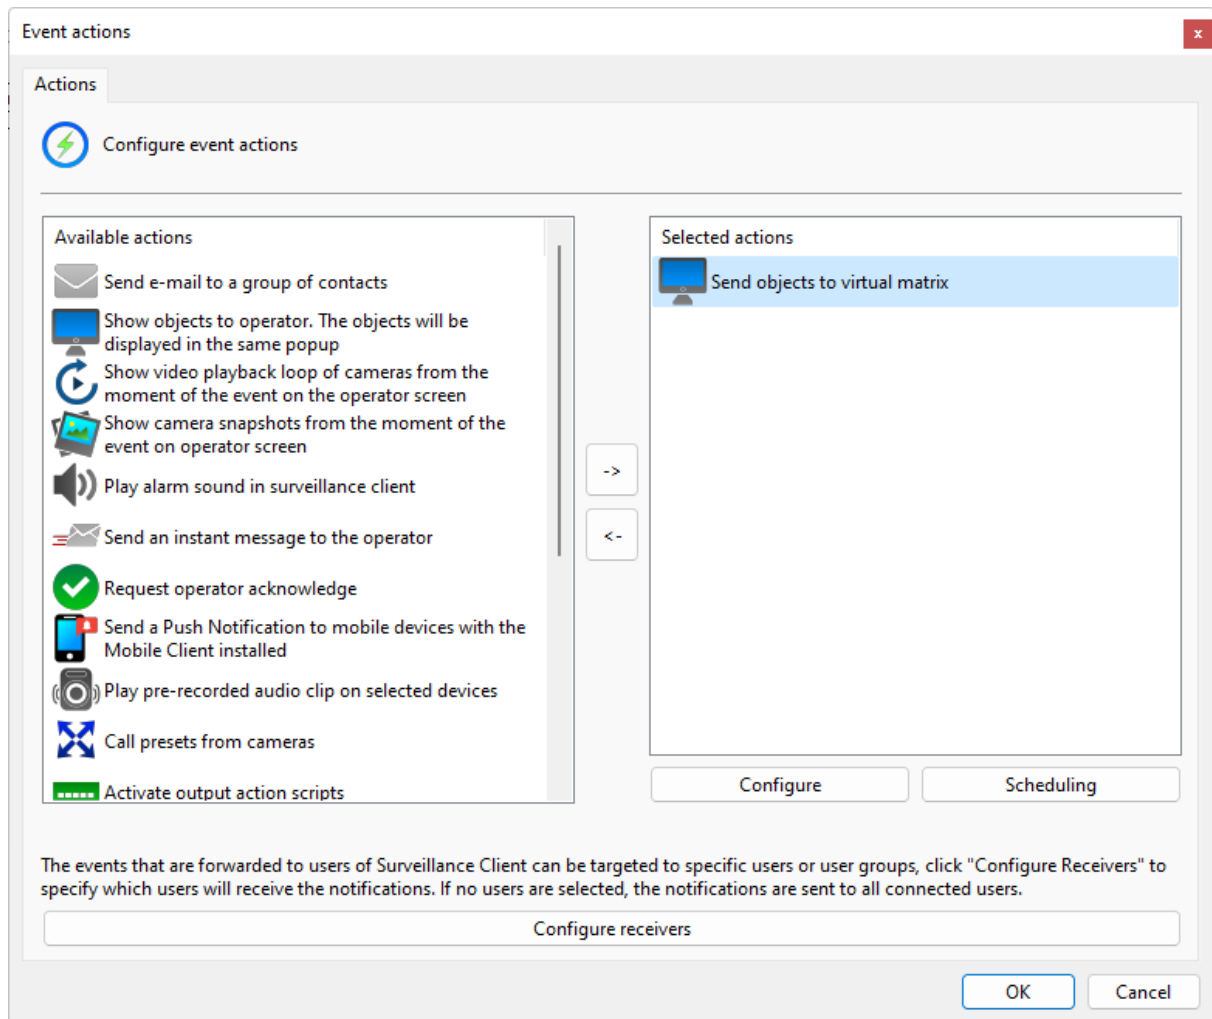 Event actions
x
Actions
Configure event actions
Available actions
Send e-mail to a group of contacts
Show objects to operator. The objects will be
displayed in the same popup
Show video playback loop of cameras from the
moment of the event on the operator screen
Show camera snapshots from the moment of the
event on operator screen
Play alarm sound in surveillance client
Send an instant message to the operator
Request operator acknowledge
Send a Push Notification to mobile devices with the
Mobile Client installed
Play pre-recorded audio clip on selected devices
Call presets from cameras
Activate output action scripts
->
<-
Selected actions
Send objects to virtual matrix
Configure
Scheduling
The events that are forwarded to users of Surveillance Client can be targeted to specific users or user groups, click "Configure Receivers" to
specify which users will receive the notifications. If no users are selected, the notifications are sent to all connected users.
Configure receivers
OK
Cancel